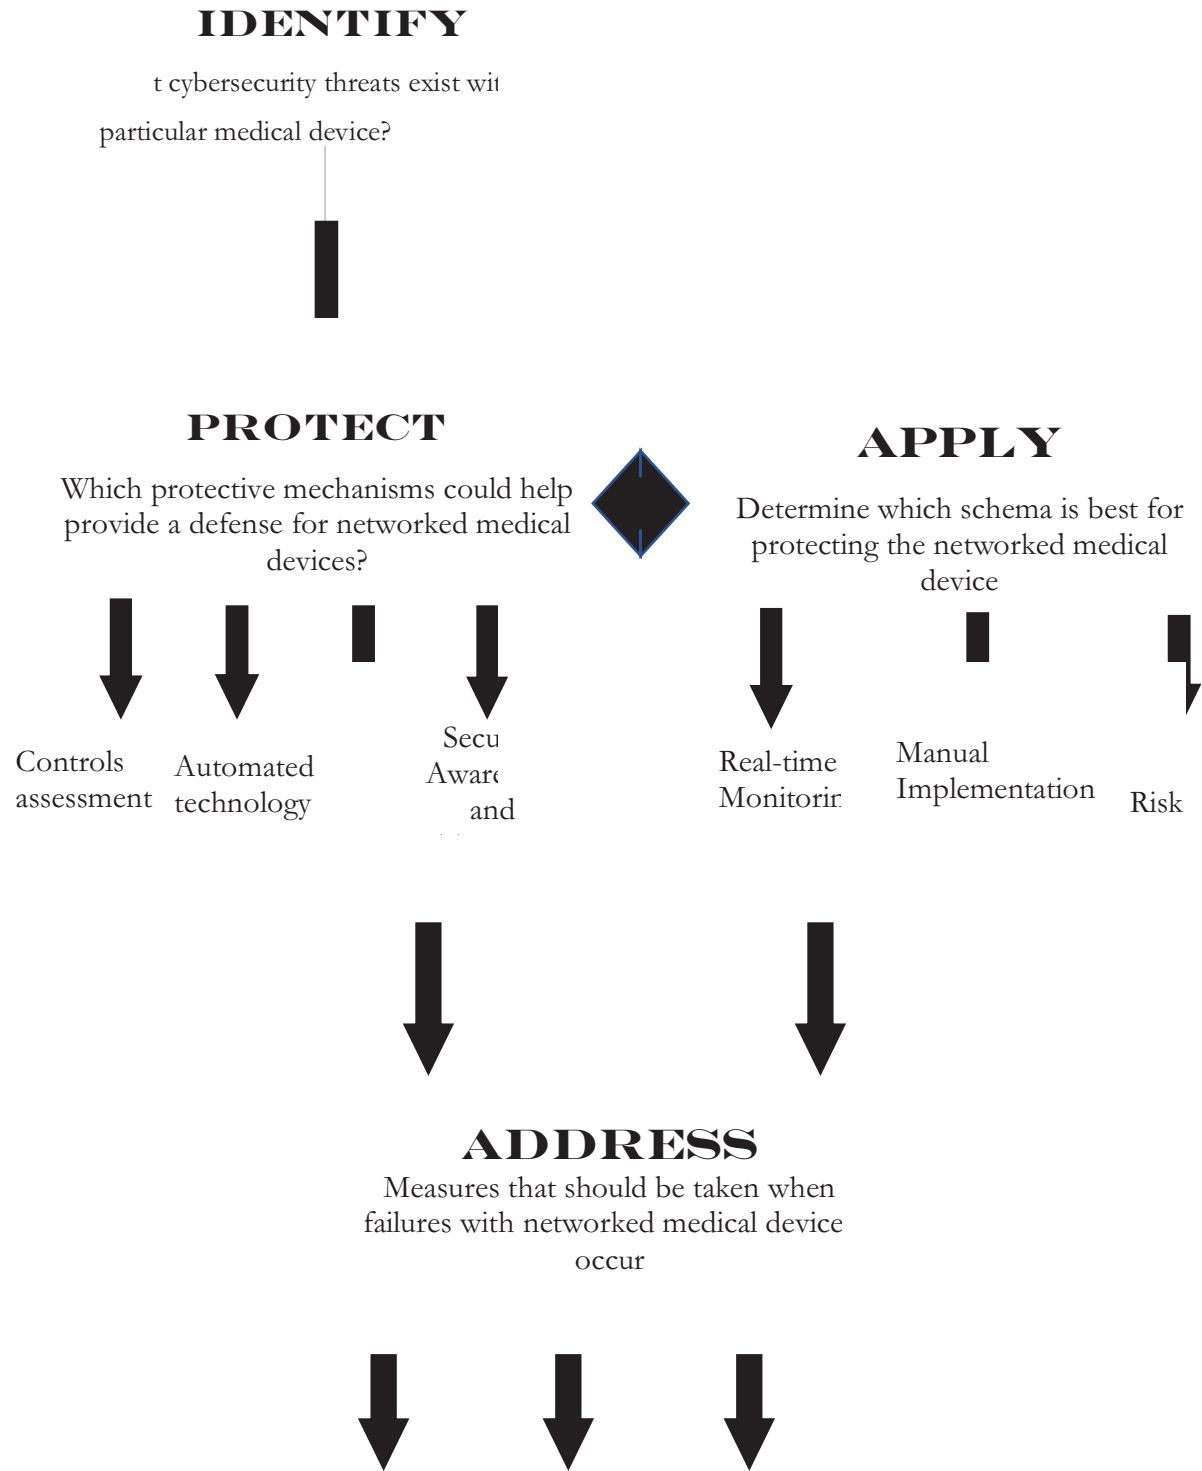 IDENTIFY
t cybersecurity threats exist wit
particular medical device?
PROTECT
Which protective mechanisms could help
provide a defense for networked medical
devices?
APPLY
Determine which schema is best for
protecting the networked medical
device
Controls
assessment
Automated
technology
Secu
Aware
and
Real-time
Monitorin
Manual
Implementation
Risk
ADDRESS
Measures that should be taken when
failures with networked medical device
occur